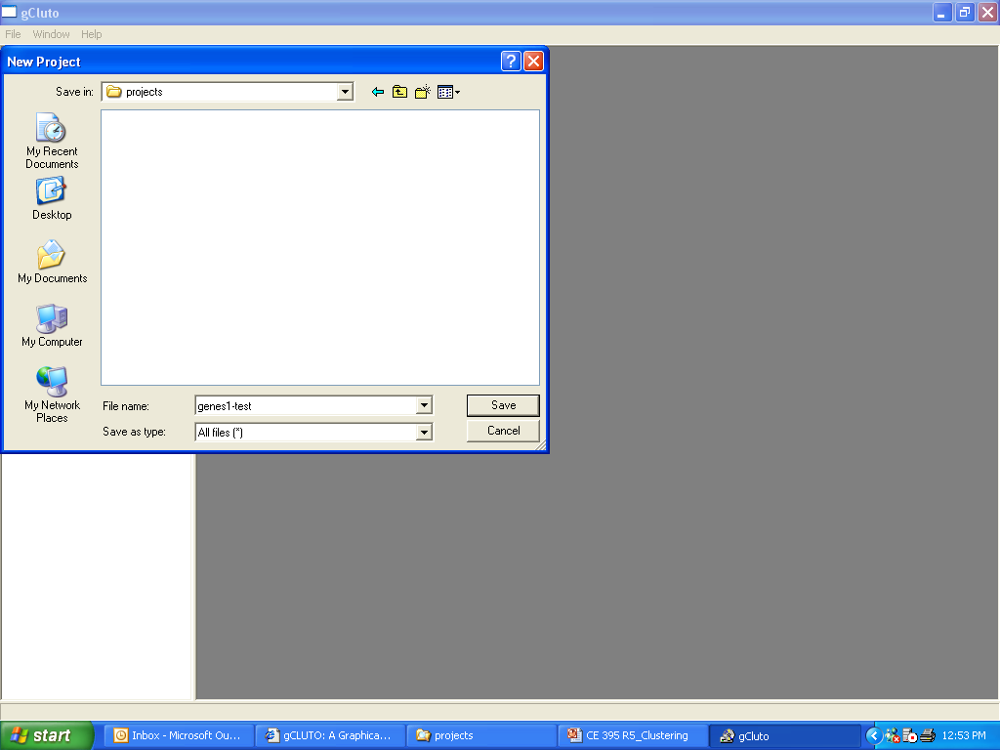 gCluto
File Window Help
New Project
Save in: projects
My Recent
Documents
Desktop
My Documents
My Computer
My Network
Places
File name: genes1-test Save
Save as type: All files (*) Cancel
start Inbox - Microsoft Ou... gCLUTO: A Graphica... projects CE 395 R5_Clustering gCluto 12:53 PM